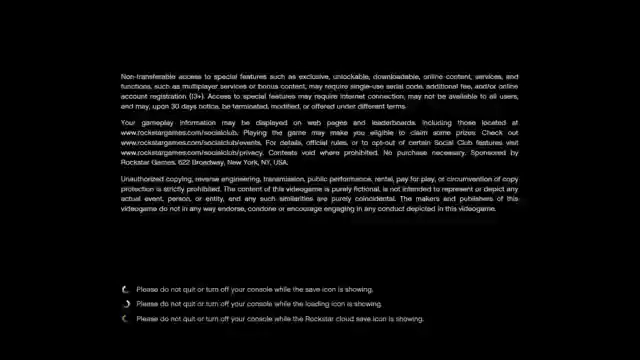 Non-transferable access to special features such as exclusive, unlockable, downloadable, online content, services, and
functions, such as multiplayer services or bonus content, may require single-use serial code, additional fee, and/or online
account registration (13+). Access to special features may require internet connection, may not be available to all users,
and may, upon 30 days notice, be terminated, modified, or offered under different terms.
Your gameplay information may be displayed on web pages and leaderboards, including those located at
www.rockstargames.com/socialclub. Playing the game may make you eligible to claim some prizes. Check out
www.rockstargames.com/socialclub/events. For details, official rules, or to opt-out of certain Social Club features visit
www.rockstargames.com/socialclub/privacy. Contests void where prohibited. No purchase necessary. Sponsored by
Rockstar Games, 622 Broadway, New York, NY, USA.
Unauthorized copying, reverse engineering, transmission, public performance, rental, pay for play, or circumvention of copy
protection is strictly prohibited. The content of this videogame is purely fictional, is not intended to represent or depict any
actual event, person, or entity, and any such similarities are purely coincidental. The makers and publishers of this
videogame do not in any way endorse, condone or encourage engaging in any conduct depicted in this videogame.
Please do not quit or turn off your console while the save icon is showing.
Please do not quit or turn off your console while the loading icon is showing.
Please do not quit or turn off your console while the Rockstar cloud save icon is showing.